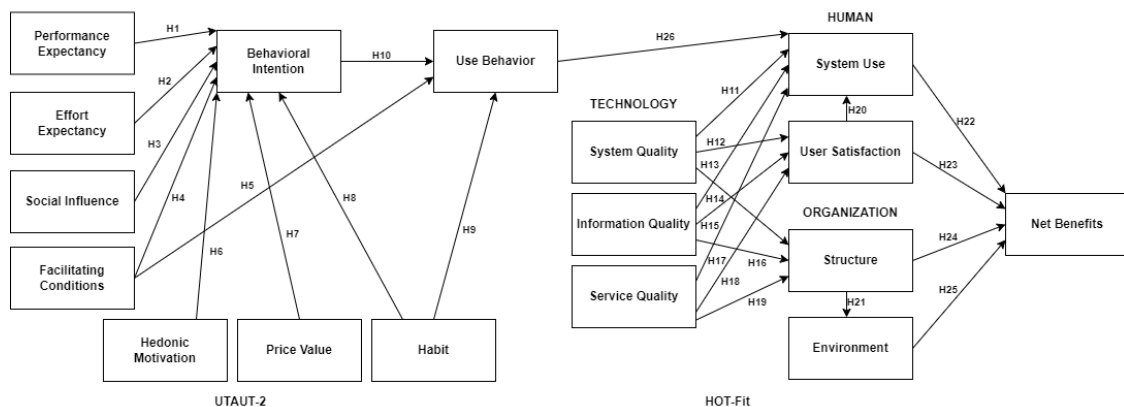 HUMAN
Performance
Expectancy
H1
Behavioral
Intention
H10
Use Behavior
H26
System Use
H2
H11
TECHNOLOGY
Effort
Expectancy
H3
H20
H22
System Quality
H12
User Satisfaction
H13
H23
Social Influence
H4
H5
H8
H14
ORGANIZATION
H9
Information Quality
H15
Net Benefits
H7
H24
H6
H17
H16
Structure
Facilitating
Conditions
H18
Service Quality
H19
H21
H25
Hedonic
Motivation
Price Value
Habit
Environment
UTAUT-2
HOT-Fit